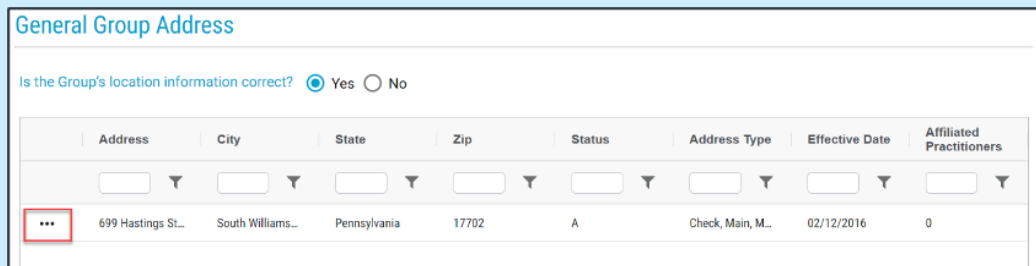 General Group Address
Is the Group's location information correct? Yes No
Address City State Zip Status Address Type Effective Date Affiliated Practitioners
••• 699 Hastings St... South Williams... Pennsylvania 17702 A Check, Main, M... 02/12/2016 0